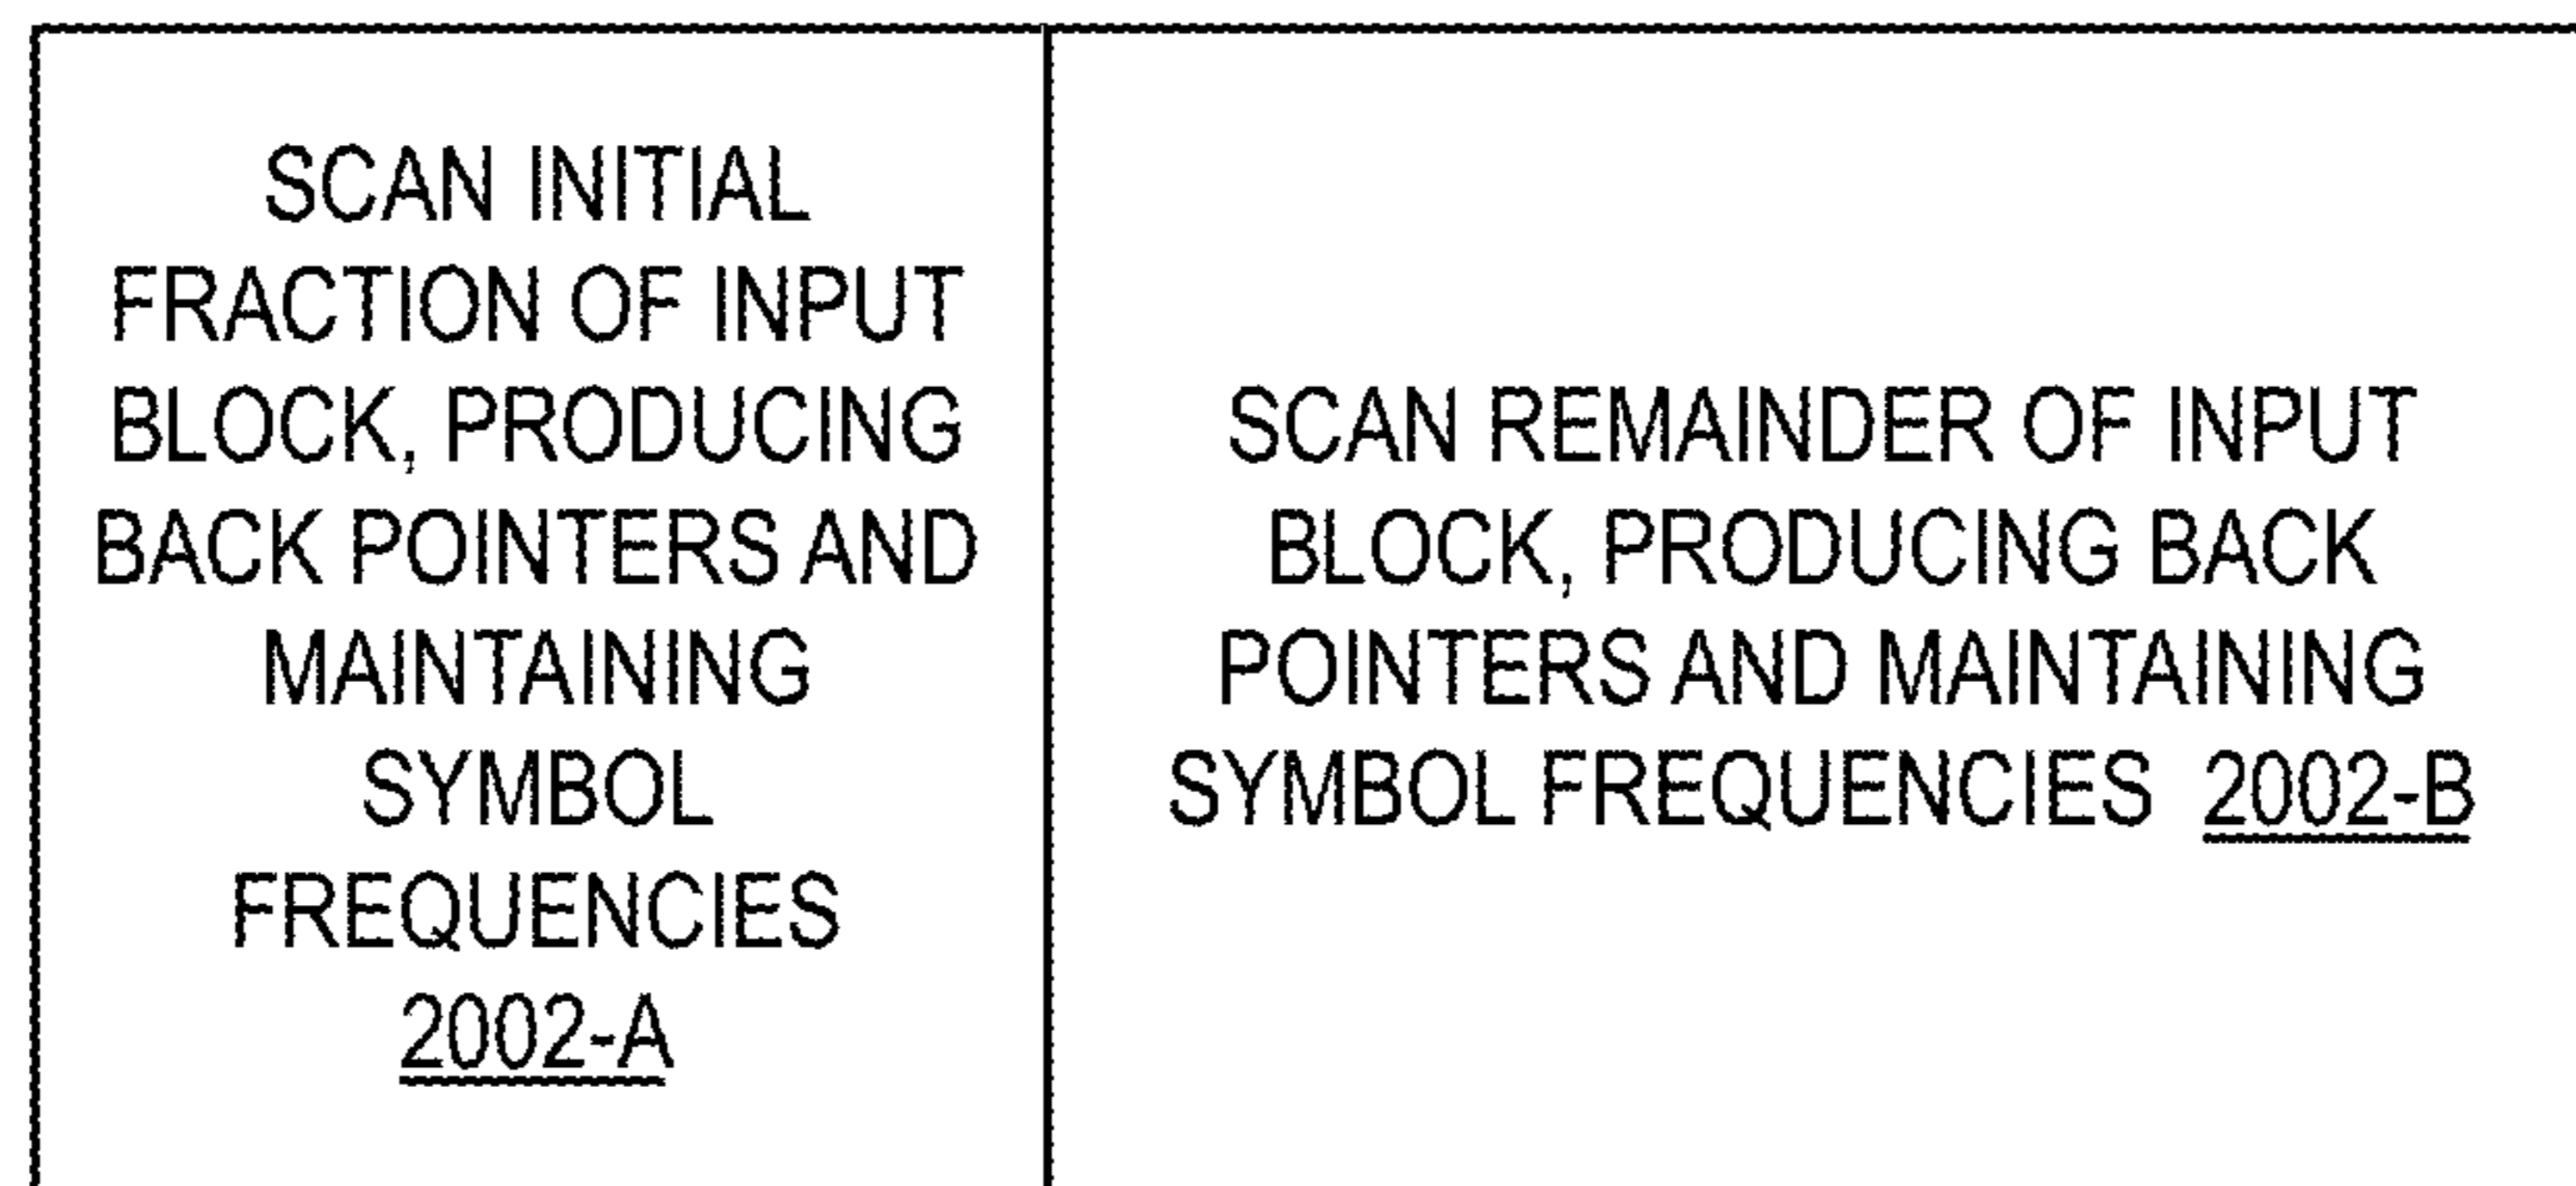 SCAN INITIAL
FRACTION OF INPUT
BLOCK, PRODUCING
BACK POINTERS AND
MAINTAINING
SYMBOL
FREQUENCIES
2002-A
SCAN REMAINDER OF INPUT
BLOCK, PRODUCING BACK
POINTERS AND MAINTAINING
SYMBOL FREQUENCIES 2002-B